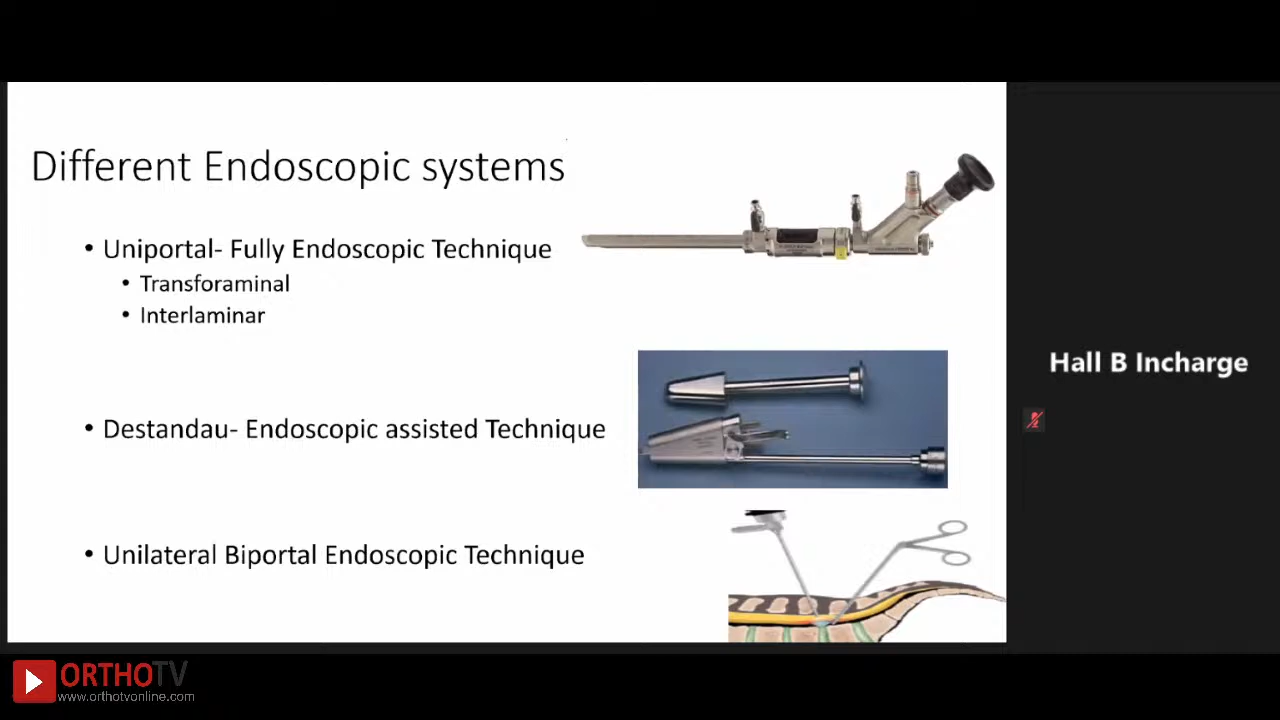 Different Endoscopic systems
• Uniportal- Fully Endoscopic Technique
• Transforaminal
• Interlaminar
• Destandau- Endoscopic assisted Technique
• Unilateral Biportal Endoscopic Technique
Hall B Incharge
ORTHOTV
www.orthotvonline.com